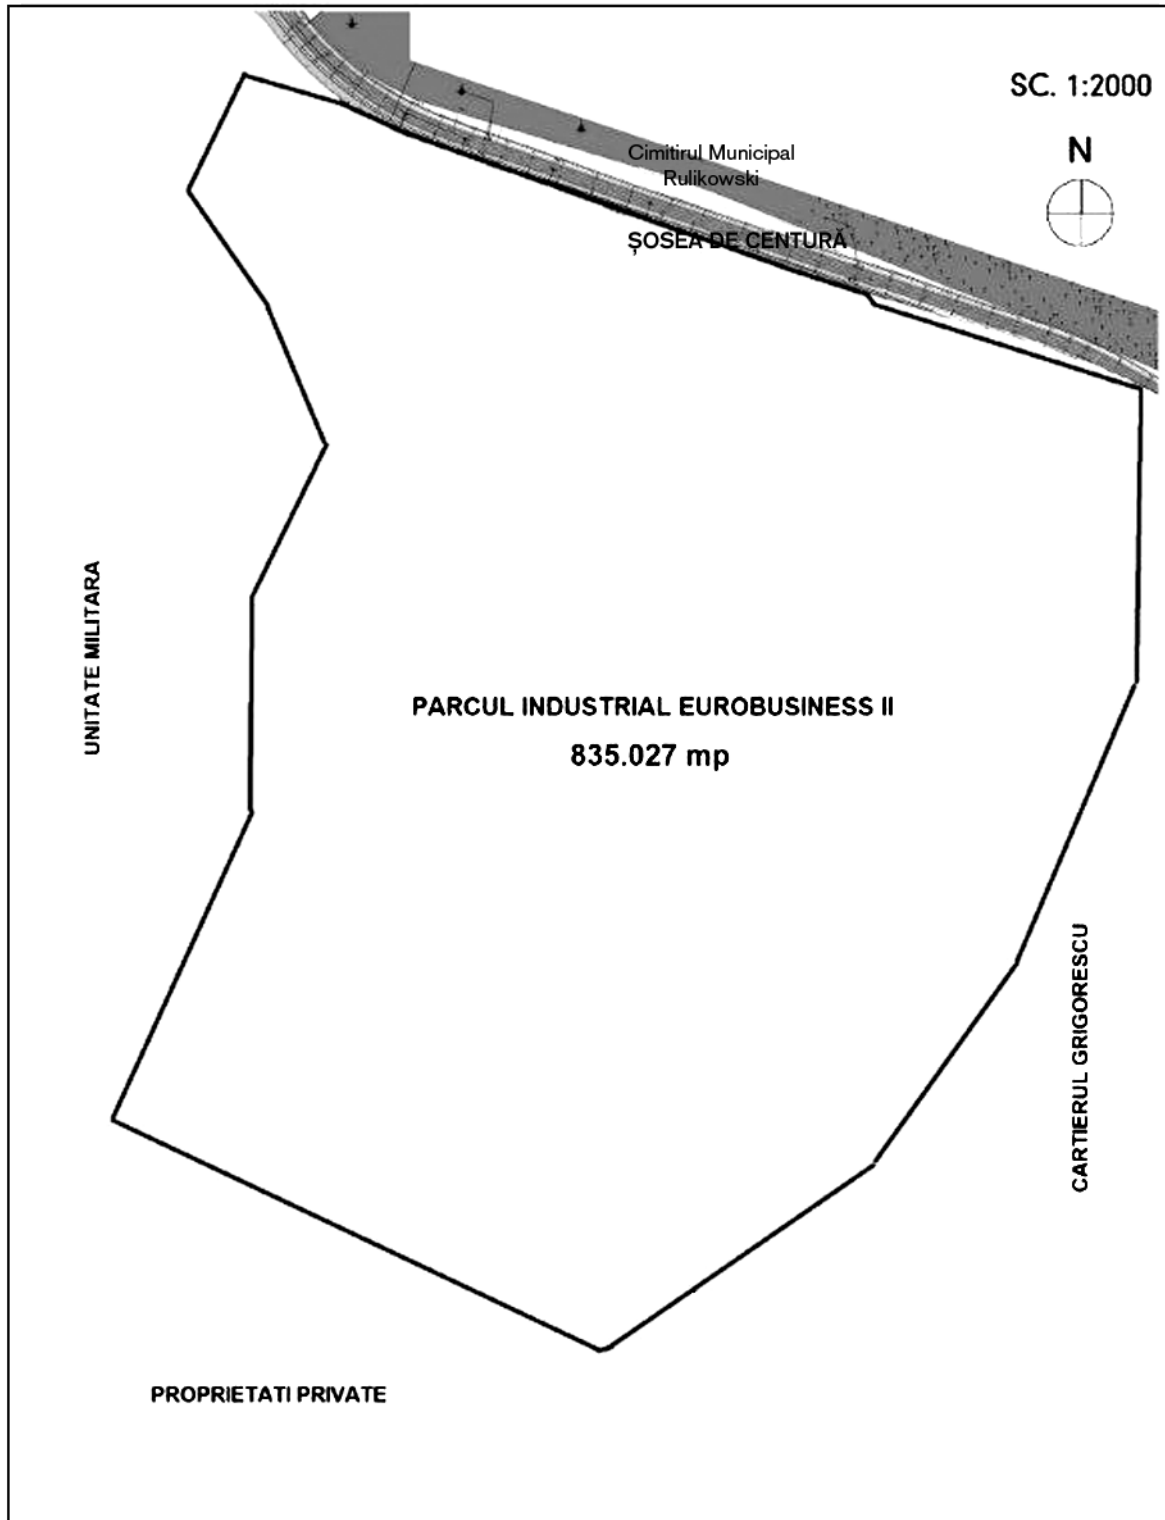 SC. 1:2000
N
Cimitirul Municipal
Rulikowski
ȘOSEA DE CENTURĂ
UNITATE MILITARA
PARCUL INDUSTRIAL EUROBUSINESS II
835.027 mp
CARTIERUL GRIGORESCU
PROPRIETATI PRIVATE